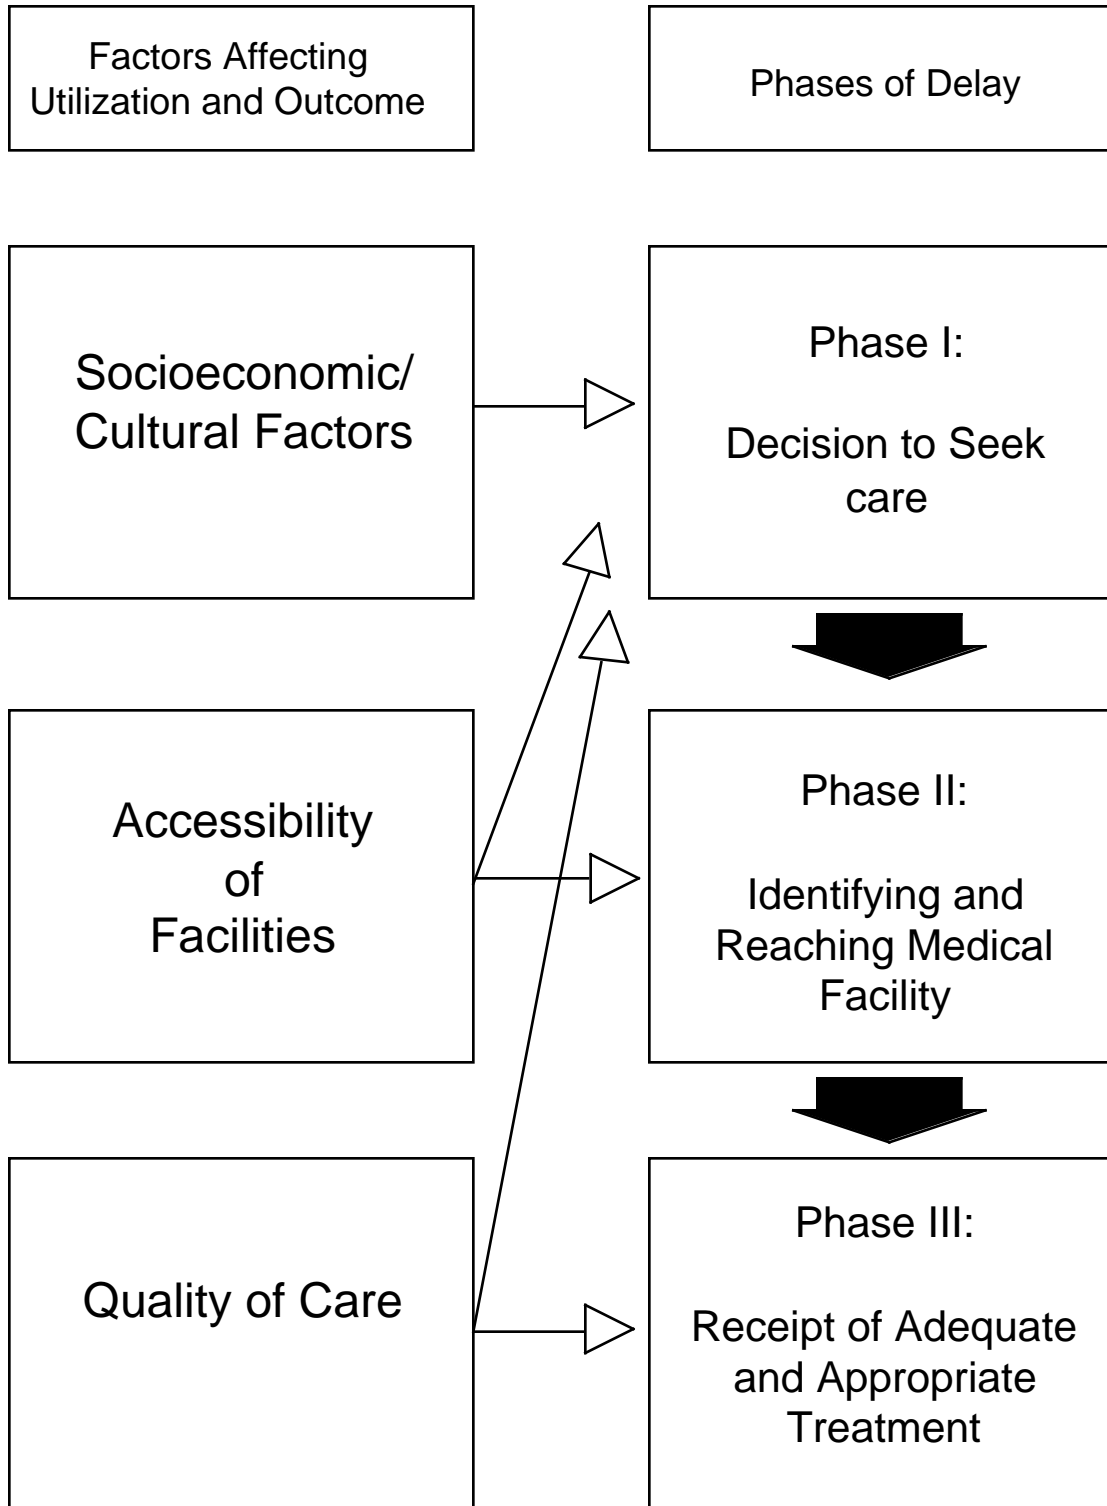 Factors Affecting
Utilization and Outcome
Phases of Delay
Socioeconomic/
Cultural Factors
Phase I:
Decision to Seek
care
Accessibility
of
Facilities
Phase II:
Identifying and
Reaching Medical
Facility
Quality of Care
Phase III:
Receipt of Adequate
and Appropriate
Treatment